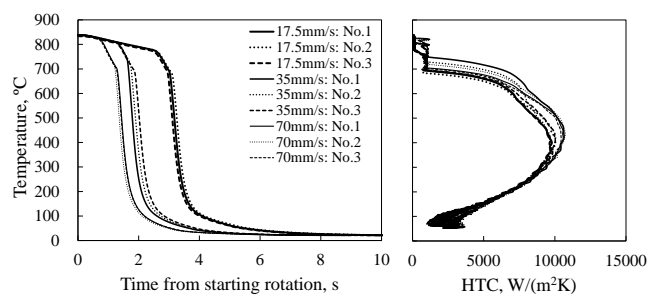 900
800
700
600
500
400
300
200
100
0
Temperature, ºC
17.5mm/s: No.1
17.5mm/s: No.2
17.5mm/s: No.3
35mm/s: No.1
35mm/s: No.2
35mm/s: No.3
70mm/s: No.1
70mm/s: No.2
70mm/s: No.3
0 2 4 6 8 10
Time from starting rotation, s
0 5000 10000 15000
HTC, W/(m2K)